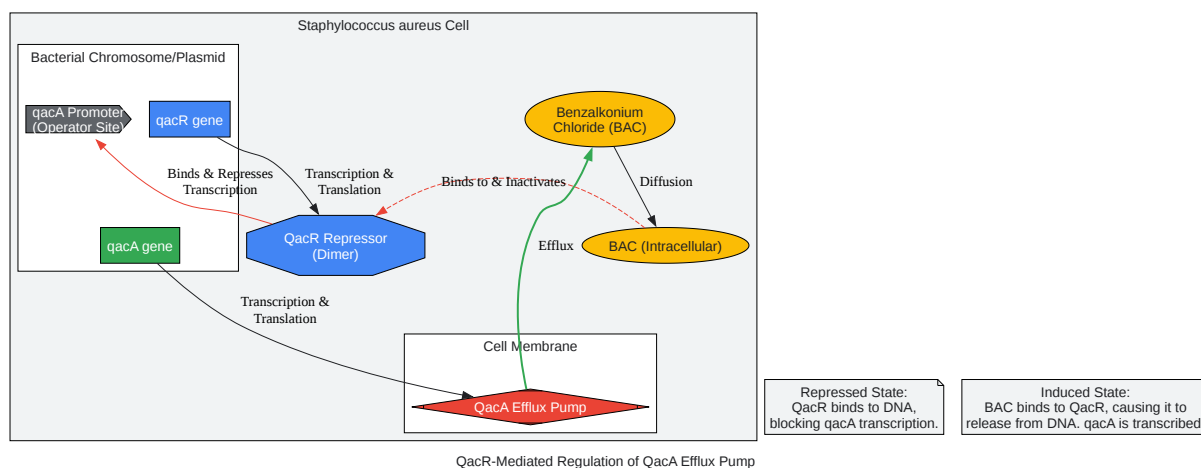 Staphylococcus aureus Cell
Bacterial Chromosome/Plasmid
qacA Promoter
(Operator Site)
qacR gene
Benzalkonium
Chloride (BAC)
Binds & Represses
Transcription
Transcription &
Translation
Binds to & Inactivates
Diffusion
qacA gene
QacR Repressor
(Dimer)
Efflux
BAC (Intracellular)
Transcription &
Translation
Cell Membrane
QacA Efflux Pump
Repressed State:
QacR binds to DNA,
blocking qacA transcription.
Induced State:
BAC binds to QacR, causing it to
release from DNA. qacA is transcribed
QacR-Mediated Regulation of QacA Efflux Pump